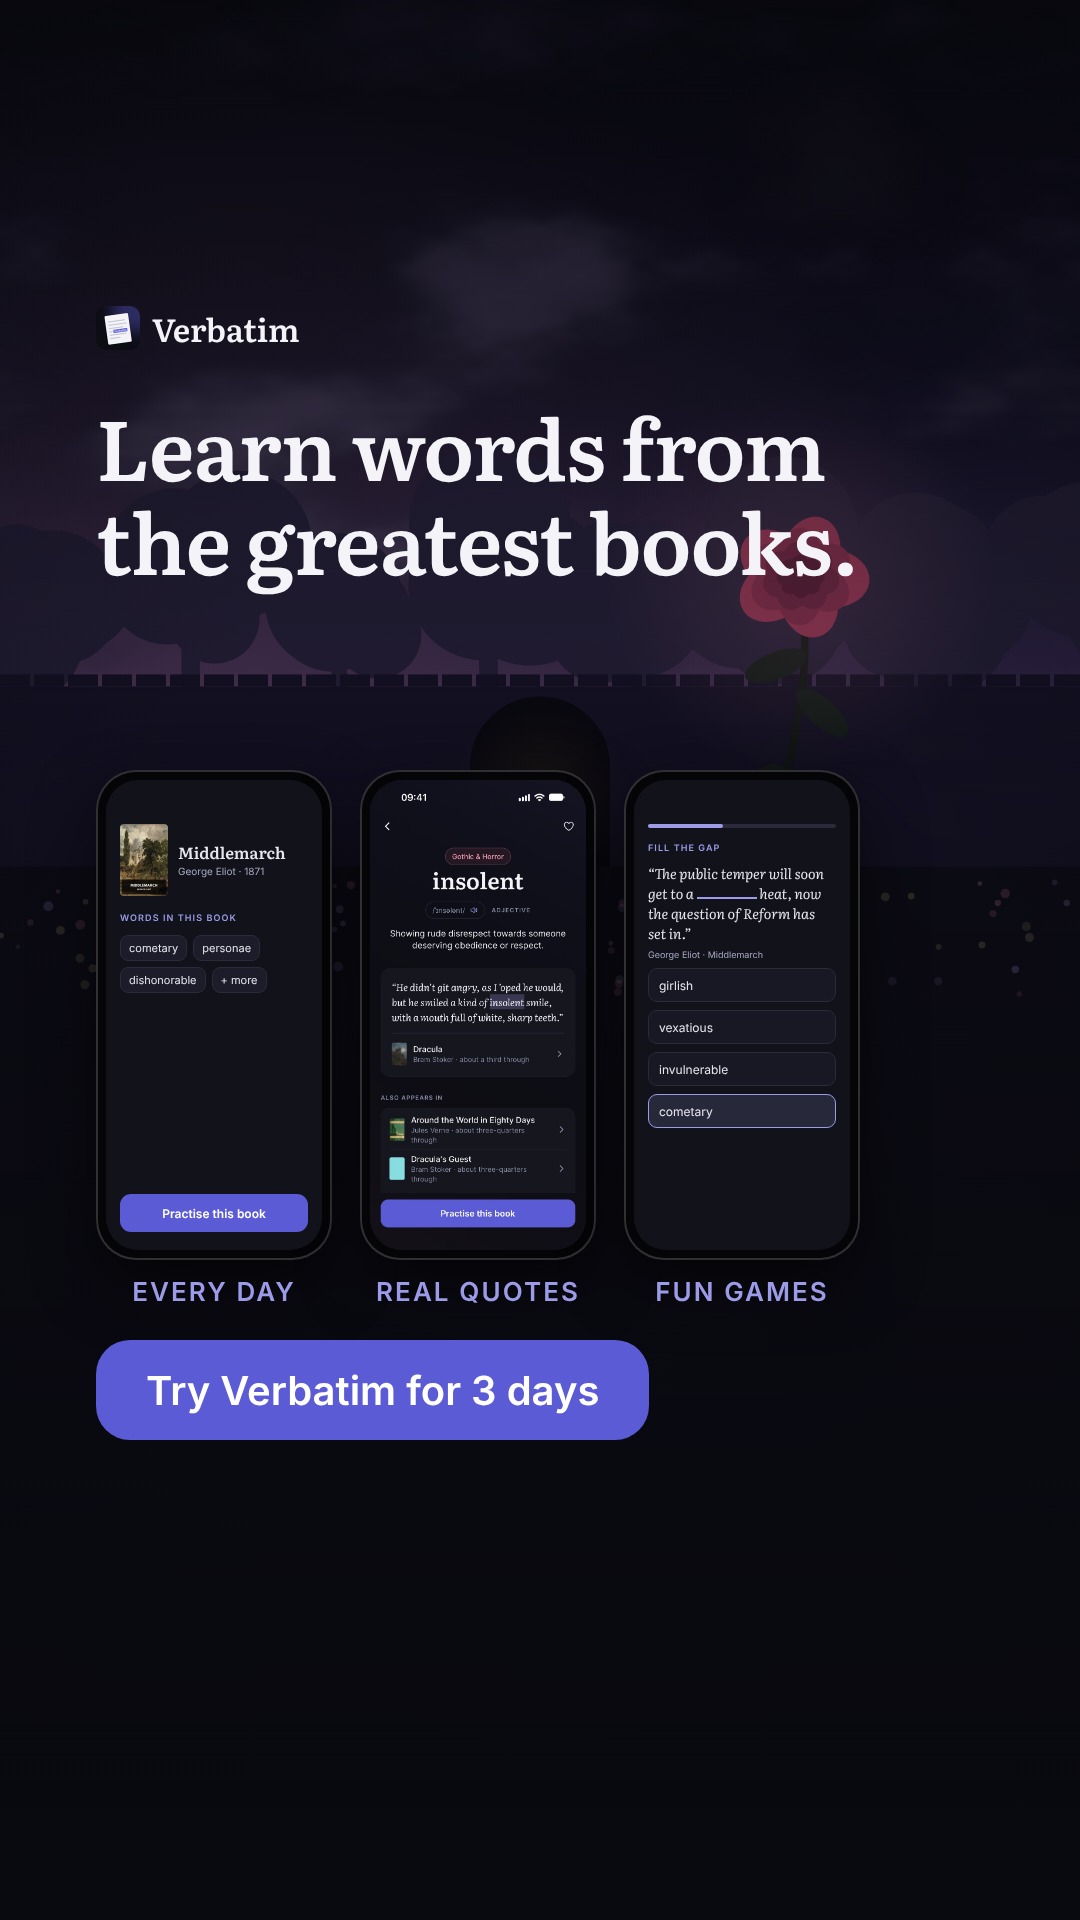 Verbatim
Learn words from
the greatest books.
MIDDLEMARCH
Middlemarch
George Eliot · 1871
WORDS IN THIS BOOK
cometary
personae
dishonorable
+ more
Practise this book
EVERY DAY
09:41
Gothic & Horror
insolent
/ˈɪnsələnt/
ADJECTIVE
Showing rude disrespect towards someone
deserving obedience or respect.
“He didn't git angry, as I 'oped he would,
but he smiled a kind of insolent smile,
with a mouth full of white, sharp teeth.”
Dracula
Bram Stoker · about a third through
ALSO APPEARS IN
Around the World in Eighty Days
Jules Verne · about three-quarters
through
Dracula's Guest
Bram Stoker · about three-quarters
through
Practise this book
REAL QUOTES
FILL THE GAP
“The public temper will soon
get to a ______ heat, now
the question of Reform has
set in.”
George Eliot · Middlemarch
girlish
vexatious
invulnerable
cometary
FUN GAMES
Try Verbatim for 3 days